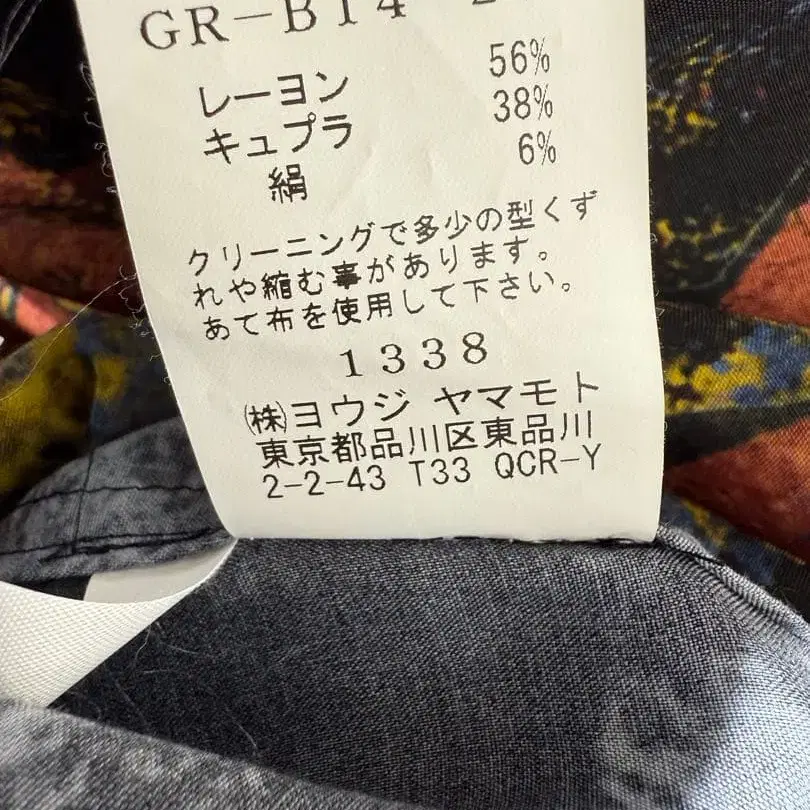 GR-B14
レーヨン 56%
キュプラ 38%
絹 6%
クリーニングで多少の型くず
れや縮む事があります。
あて布を使用して下さい。
1338
㈱ヨウジ ヤマモト
東京都品川区東品川
2-2-43 T33 QCR-Y